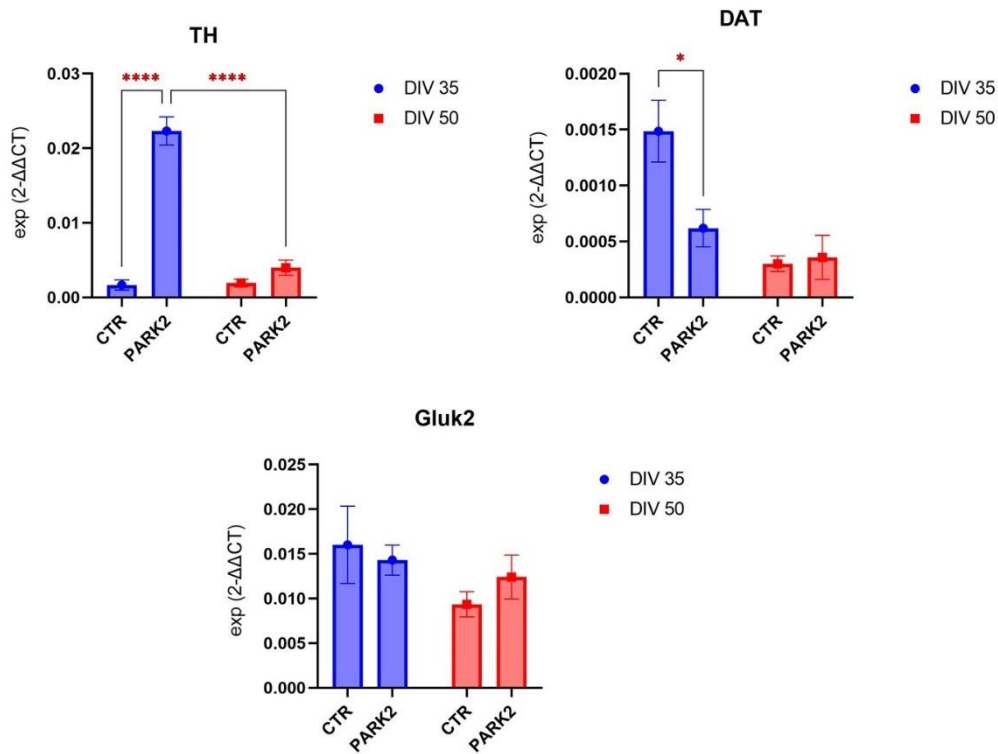 TH
**** ****
0.03
0.02
0.01
0.00
exp (2-ΔΔCT)
CTR
PARK2
CTR
PARK2
DIV 35
DIV 50
DAT
*
0.0020
0.0015
0.0010
0.0005
0.0000
exp (2-ΔΔCT)
CTR
PARK2
CTR
PARK2
DIV 35
DIV 50
Gluk2
0.025
0.020
0.015
0.010
0.005
0.000
exp (2-ΔΔCT)
CTR
PARK2
CTR
PARK2
DIV 35
DIV 50